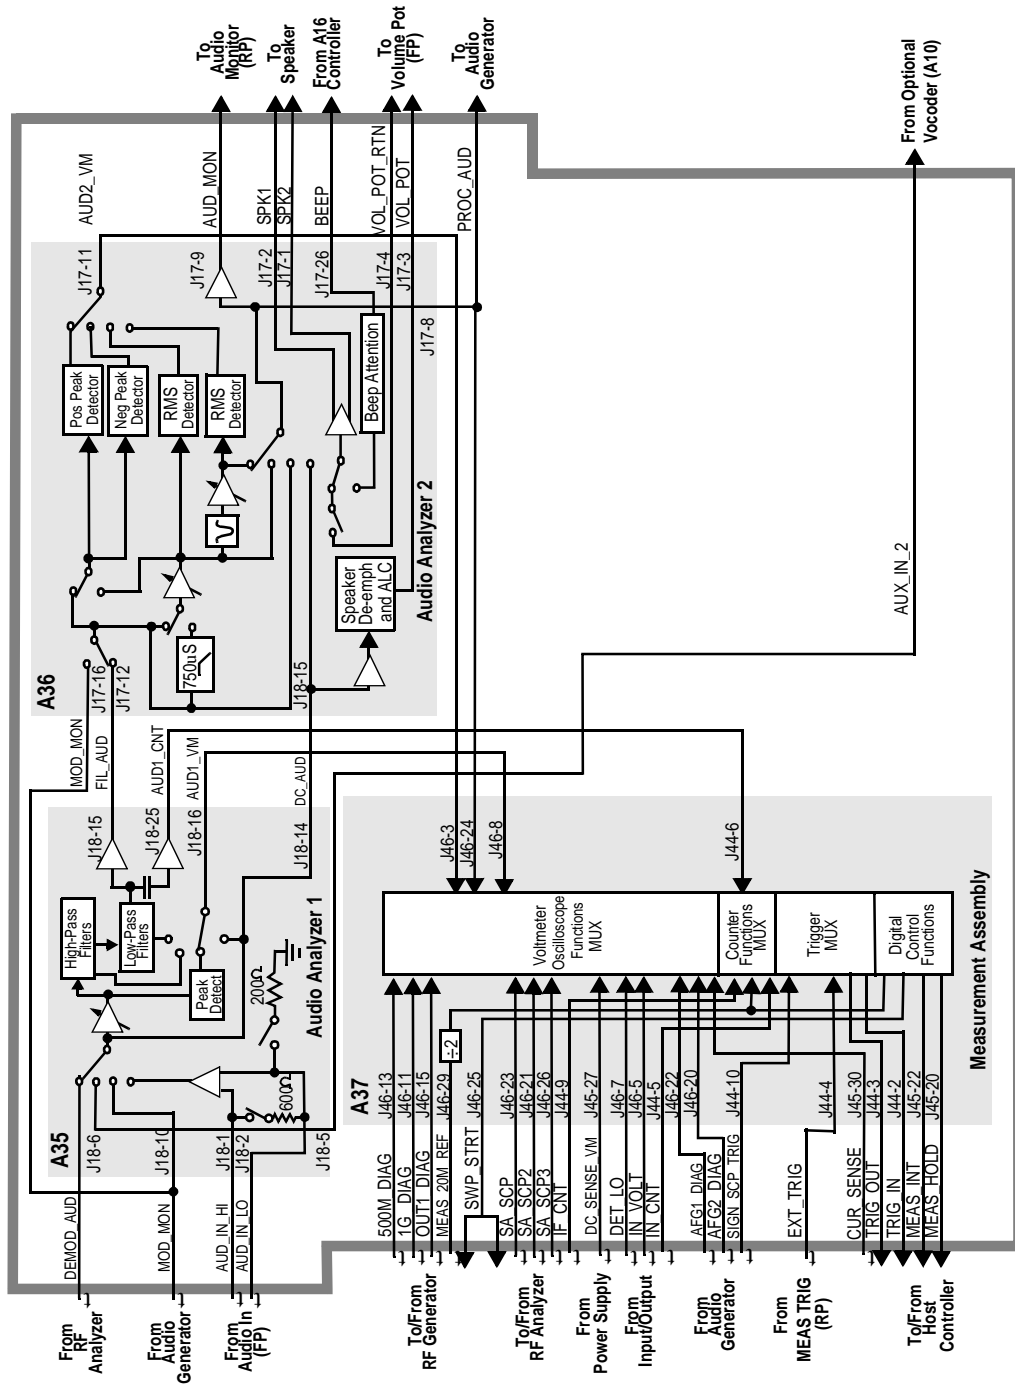 To
Audio
Monitor
(RP)
To
Speaker
From A16
Controller
To
Volume Pot
(FP)
To
Audio
Generator
From Optional
Vocoder (A10)
AUD2_VM
AUD_MON
SPK1
SPK2
BEEP
VOL_POT_RTN
VOL_POT
PROC_AUD
AUX_IN_2
J17-11
J17-9
J17-2
J17-1
J17-26
J17-4
J17-3
J17-8
Pos Peak
Detector
Neg Peak
Detector
RMS
Detector
RMS
Detector
Beep Attention
Speaker
De-emph
and ALC
Audio Analyzer 2
750uS
A36
J17-16
J17-12
J18-15
MOD_MON
FIL_AUD
AUD1_CNT
AUD1_VM
DC_AUD
J18-15
J18-25
J18-16
J18-14
High-Pass
Filters
Low-Pass
Filters
Peak
Detect
200Ω
600Ω
Audio Analyzer 1
A35
J18-6
J18-10
J18-1
J18-2
J18-5
DEMOD_AUD
MOD_MON
AUD_IN_HI
AUD_IN_LO
From
RF
Analyzer
From
Audio
Generator
From
Audio In
(FP)
J46-3
J46-24
J46-8
J44-6
Voltmeter
Oscilloscope
Functions
MUX
Counter
Functions
MUX
Trigger
MUX
Digital
Control
Functions
Measurement Assembly
÷2
A37
J46-13
J46-11
J46-15
J46-29
J46-25
J46-23
J46-21
J46-26
J44-9
J45-27
J46-7
J46-5
J44-5
J46-22
J46-20
J44-10
J44-4
J45-30
J44-3
J44-2
J45-22
J45-20
500M_DIAG
1G_DIAG
OUT1_DIAG
MEAS_20M_REF
SWP_STRT
SA_SCP
SA_SCP2
SA_SCP3
IF_CNT
DC_SENSE_VM
DET_LO
IN_VOLT
IN_CNT
AFG1_DIAG
AFG2_DIAG
SIGN_SCP_TRIG
EXT_TRIG
CUR_SENSE
TRIG_OUT
TRIG_IN
MEAS_INT
MEAS_HOLD
To/From
RF Generator
To/From
RF Analyzer
From
Power Supply
From
Input/Output
From
Audio
Generator
From
MEAS TRIG
(RP)
To/From
Host
Controller